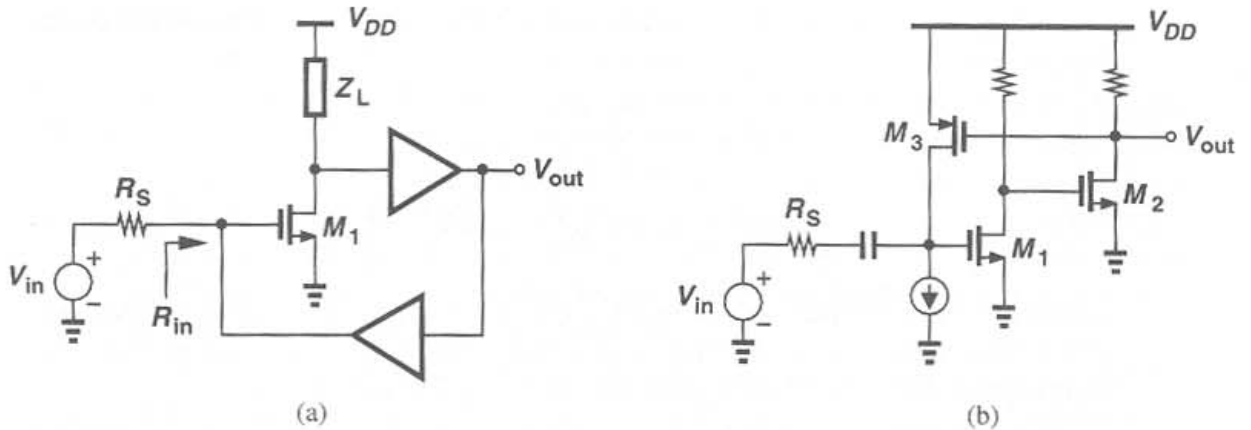 V_DD
Z_L
V_out
R_S
M_1
V_in
+
−
R_in
(a)
V_DD
M_3
V_out
M_2
R_S
M_1
V_in
+
−
(b)